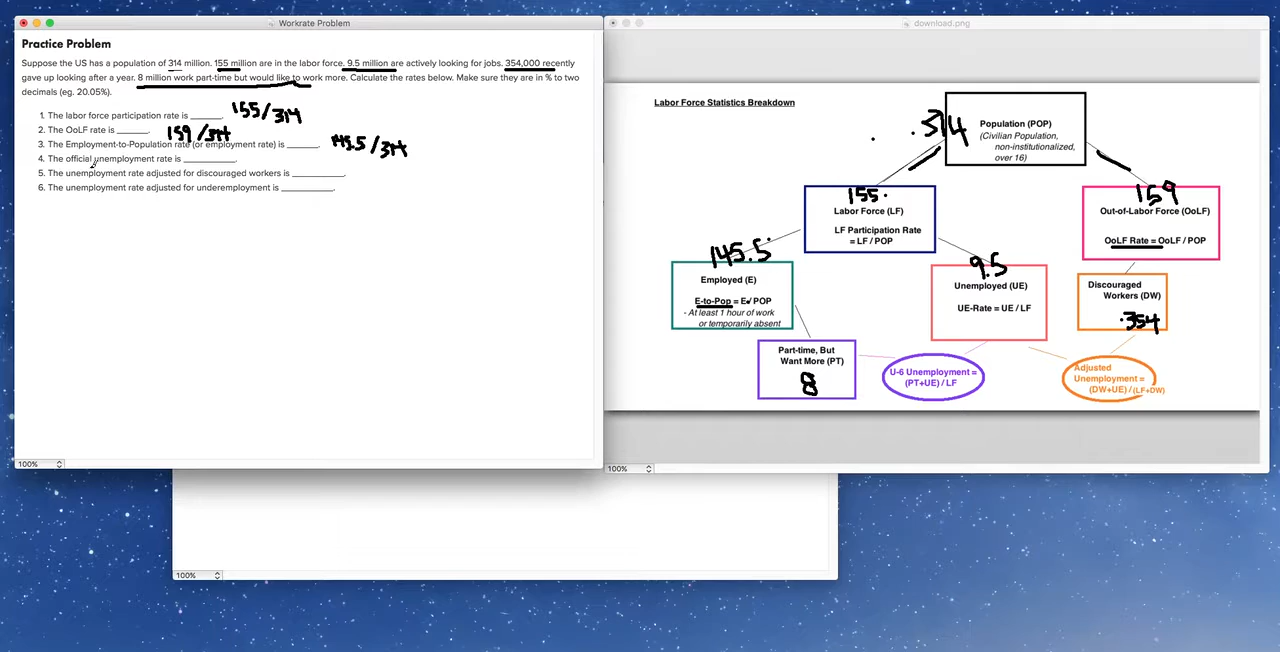 Workrate Problem
Practice Problem
Suppose the US has a population of 314 million. 155 million are in the labor force. 9.5 million are actively looking for jobs. 354,000 recently
gave up looking after a year. 8 million work part-time but would like to work more. Calculate the rates below. Make sure they are in % to two
decimals (eg. 20.05%).
1. The labor force participation rate is ______. 155/314
2. The OoLF rate is ______. 159/314
3. The Employment-to-Population rate (or employment rate) is ______. 145.5/314
4. The official unemployment rate is __________.
5. The unemployment rate adjusted for discouraged workers is __________.
6. The unemployment rate adjusted for underemployment is __________.
100%
100%
download.png
Labor Force Statistics Breakdown
314
Population (POP)
(Civilian Population,
non-institutionalized,
over 16)
155
Labor Force (LF)
LF Participation Rate
= LF / POP
159
Out-of-Labor Force (OoLF)
OoLF Rate = OoLF / POP
145.5
Employed (E)
E-to-Pop = E / POP
- At least 1 hour of work
or temporarily absent
9.5
Unemployed (UE)
UE-Rate = UE / LF
Discouraged
Workers (DW)
.354
Part-time, But
Want More (PT)
8
U-6 Unemployment =
(PT+UE) / LF
Adjusted
Unemployment =
(DW+UE) / (LF+DW)
100%